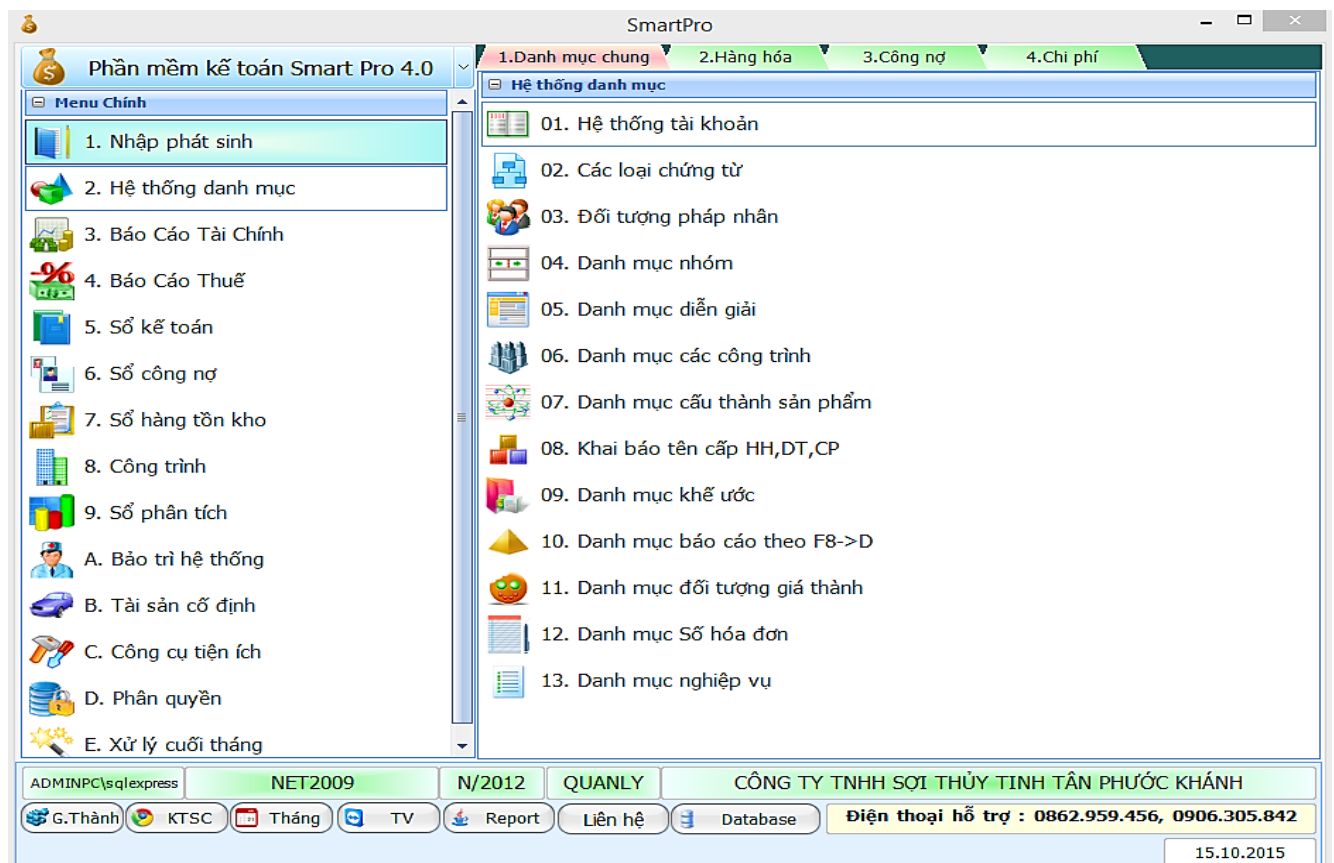 SmartPro
Phần mềm kế toán Smart Pro 4.0
1.Danh mục chung
2.Hàng hóa
3.Công nợ
4.Chi phí
Menu Chính
1. Nhập phát sinh
2. Hệ thống danh mục
3. Báo Cáo Tài Chính
4. Báo Cáo Thuế
5. Sổ kế toán
6. Sổ công nợ
7. Sổ hàng tồn kho
8. Công trình
9. Sổ phân tích
A. Bảo trì hệ thống
B. Tài sản cố định
C. Công cụ tiện ích
D. Phân quyền
E. Xử lý cuối tháng
Hệ thống danh mục
01. Hệ thống tài khoản
02. Các loại chứng từ
03. Đối tượng pháp nhân
04. Danh mục nhóm
05. Danh mục diễn giải
06. Danh mục các công trình
07. Danh mục cấu thành sản phẩm
08. Khai báo tên cấp HH,DT,CP
09. Danh mục khế ước
10. Danh mục báo cáo theo F8->D
11. Danh mục đối tượng giá thành
12. Danh mục Số hóa đơn
13. Danh mục nghiệp vụ
ADMINPC\sqlexpress
NET2009
N/2012
QUANLY
CÔNG TY TNHH SỢI THỦY TINH TÂN PHƯỚC KHÁNH
G.Thành
KTSC
Tháng
TV
Report
Liên hệ
Database
Điện thoại hỗ trợ : 0862.959.456, 0906.305.842
15.10.2015